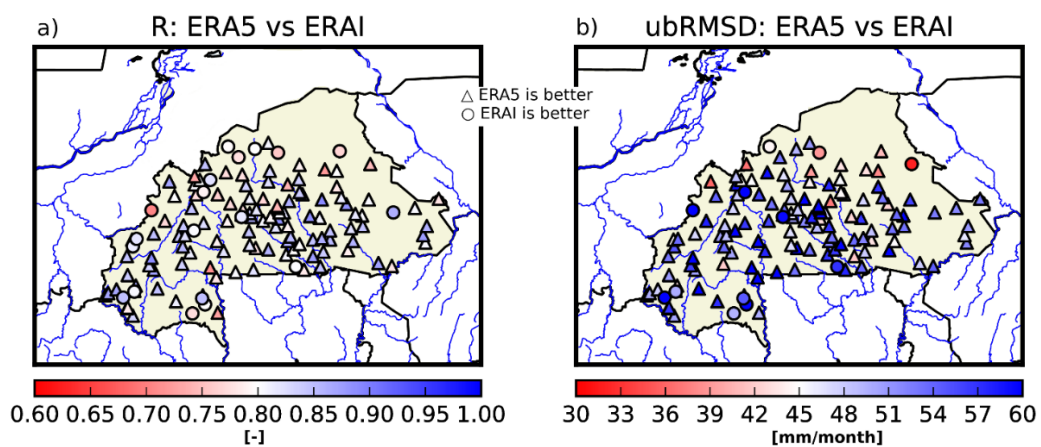 a) R: ERA5 vs ERAI
b) ubRMSD: ERA5 vs ERAI
△ ERA5 is better
○ ERAI is better
0.60 0.65 0.70 0.75 0.80 0.85 0.90 0.95 1.00
[-]
30 33 36 39 42 45 48 51 54 57 60
[mm/month]